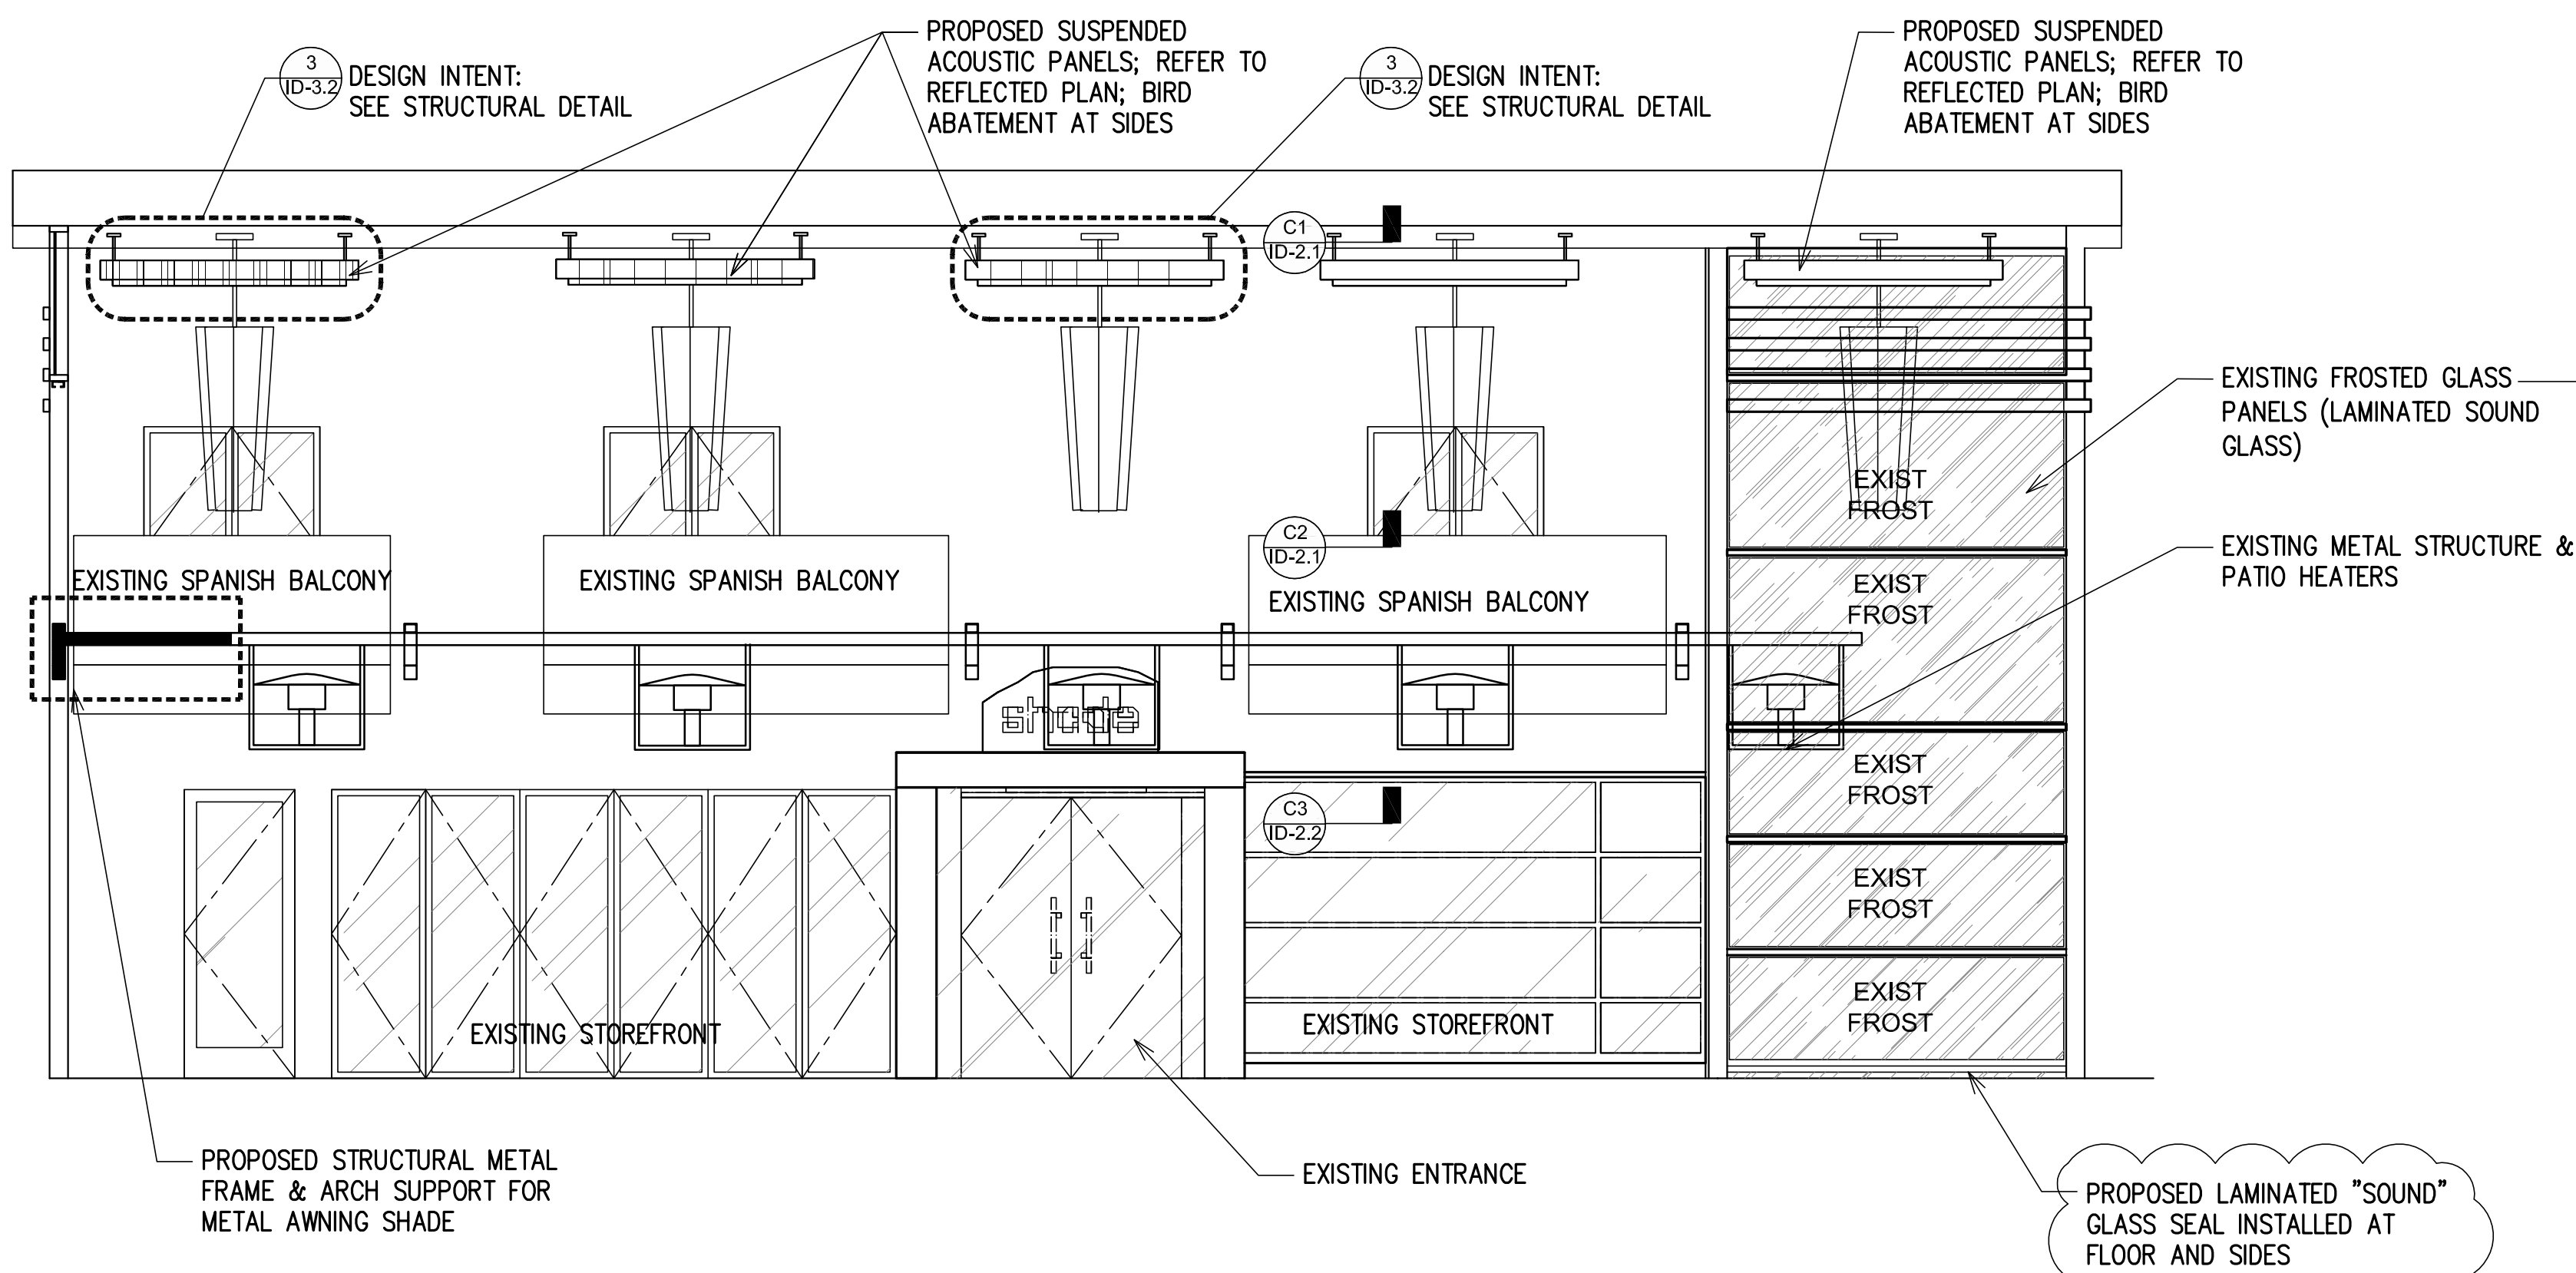 3
ID-3.2
DESIGN INTENT:
SEE STRUCTURAL DETAIL
PROPOSED SUSPENDED
ACOUSTIC PANELS; REFER TO
REFLECTED PLAN; BIRD
ABATEMENT AT SIDES
3
ID-3.2
DESIGN INTENT:
SEE STRUCTURAL DETAIL
PROPOSED SUSPENDED
ACOUSTIC PANELS; REFER TO
REFLECTED PLAN; BIRD
ABATEMENT AT SIDES
C1
ID-2.1
EXISTING FROSTED GLASS
PANELS (LAMINATED SOUND
GLASS)
EXIST
FROST
C2
ID-2.1
EXISTING METAL STRUCTURE &
PATIO HEATERS
EXISTING SPANISH BALCONY
EXISTING SPANISH BALCONY
EXISTING SPANISH BALCONY
EXIST
FROST
shade
EXIST
FROST
C3
ID-2.2
EXIST
FROST
EXISTING STOREFRONT
EXISTING STOREFRONT
EXIST
FROST
PROPOSED STRUCTURAL METAL
FRAME & ARCH SUPPORT FOR
METAL AWNING SHADE
EXISTING ENTRANCE
PROPOSED LAMINATED "SOUND"
GLASS SEAL INSTALLED AT
FLOOR AND SIDES